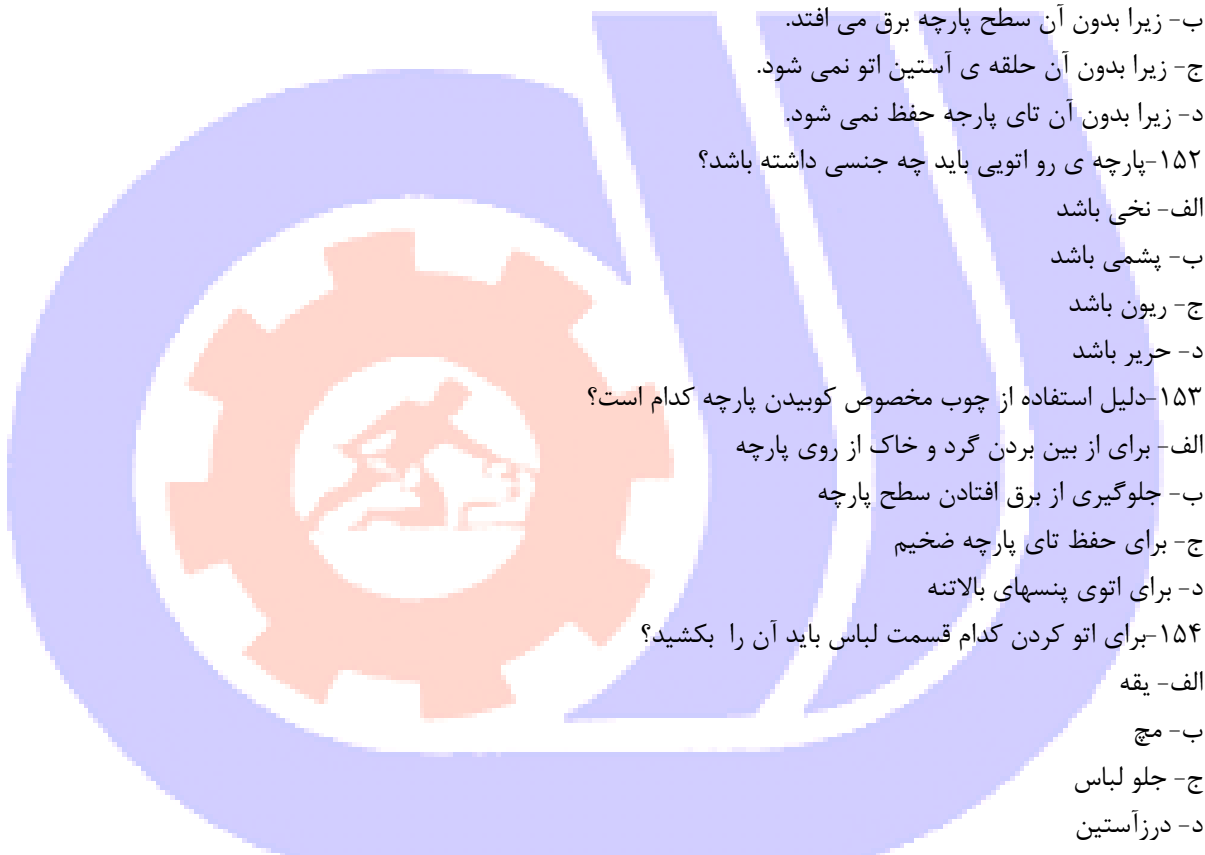 ب- زیرا بدون آن سطح پارچه برق می افتد.
ج- زیرا بدون آن حلقه ی آستین اتو نمی شود.
د- زیرا بدون آن تای پارجه حفظ نمی شود.
۱۵۲-پارچه ی رو اتویی باید چه جنسی داشته باشد؟
الف- نخی باشد
ب- پشمی باشد
ج- ریون باشد
د- حریر باشد
۱۵۳-دلیل استفاده از چوب مخصوص کوبیدن پارچه کدام است؟
الف- برای از بین بردن گرد و خاک از روی پارچه
ب- جلوگیری از برق افتادن سطح پارچه
ج- برای حفظ تای پارچه ضخیم
د- برای اتوی پنسهای بالاتنه
۱۵۴-برای اتو کردن کدام قسمت لباس باید آن را بکشید؟
الف- یقه
ب- مچ
ج- جلو لباس
د- درزآستین